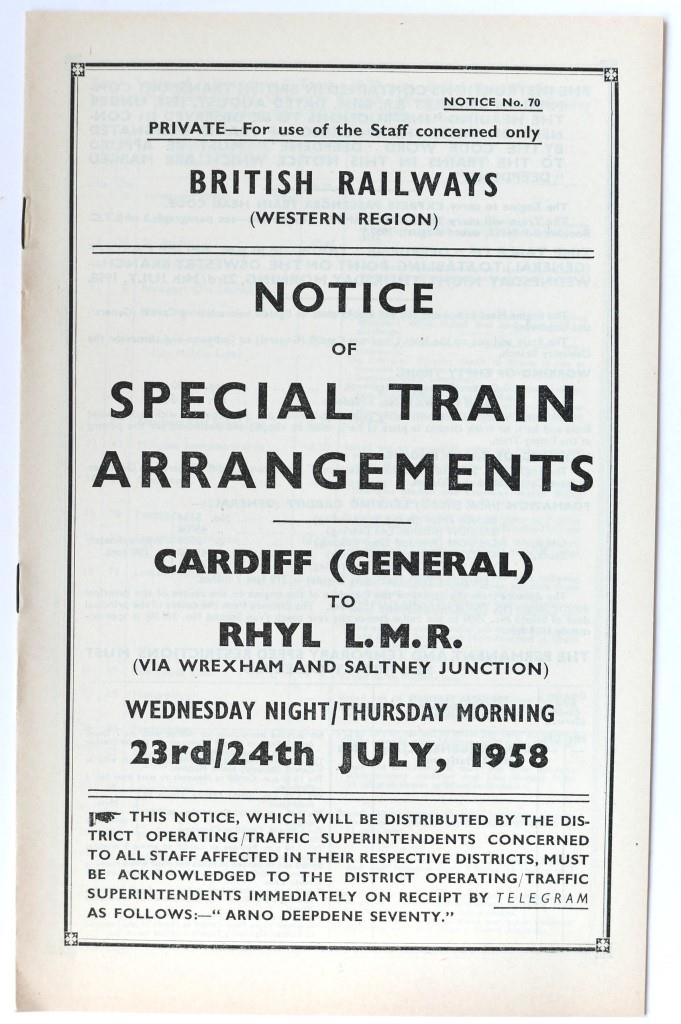 NOTICE No. 70
PRIVATE—For use of the Staff concerned only
BRITISH RAILWAYS
(WESTERN REGION)
NOTICE
OF
SPECIAL TRAIN
ARRANGEMENTS
CARDIFF (GENERAL)
TO
RHYL L.M.R.
(VIA WREXHAM AND SALTNEY JUNCTION)
WEDNESDAY NIGHT/THURSDAY MORNING
23rd/24th JULY, 1958
THIS NOTICE, WHICH WILL BE DISTRIBUTED BY THE DIS-
TRICT OPERATING/TRAFFIC SUPERINTENDENTS CONCERNED
TO ALL STAFF AFFECTED IN THEIR RESPECTIVE DISTRICTS, MUST
BE ACKNOWLEDGED TO THE DISTRICT OPERATING/TRAFFIC
SUPERINTENDENTS IMMEDIATELY ON RECEIPT BY TELEGRAM
AS FOLLOWS:—“ ARNO DEEPDENE SEVENTY.”